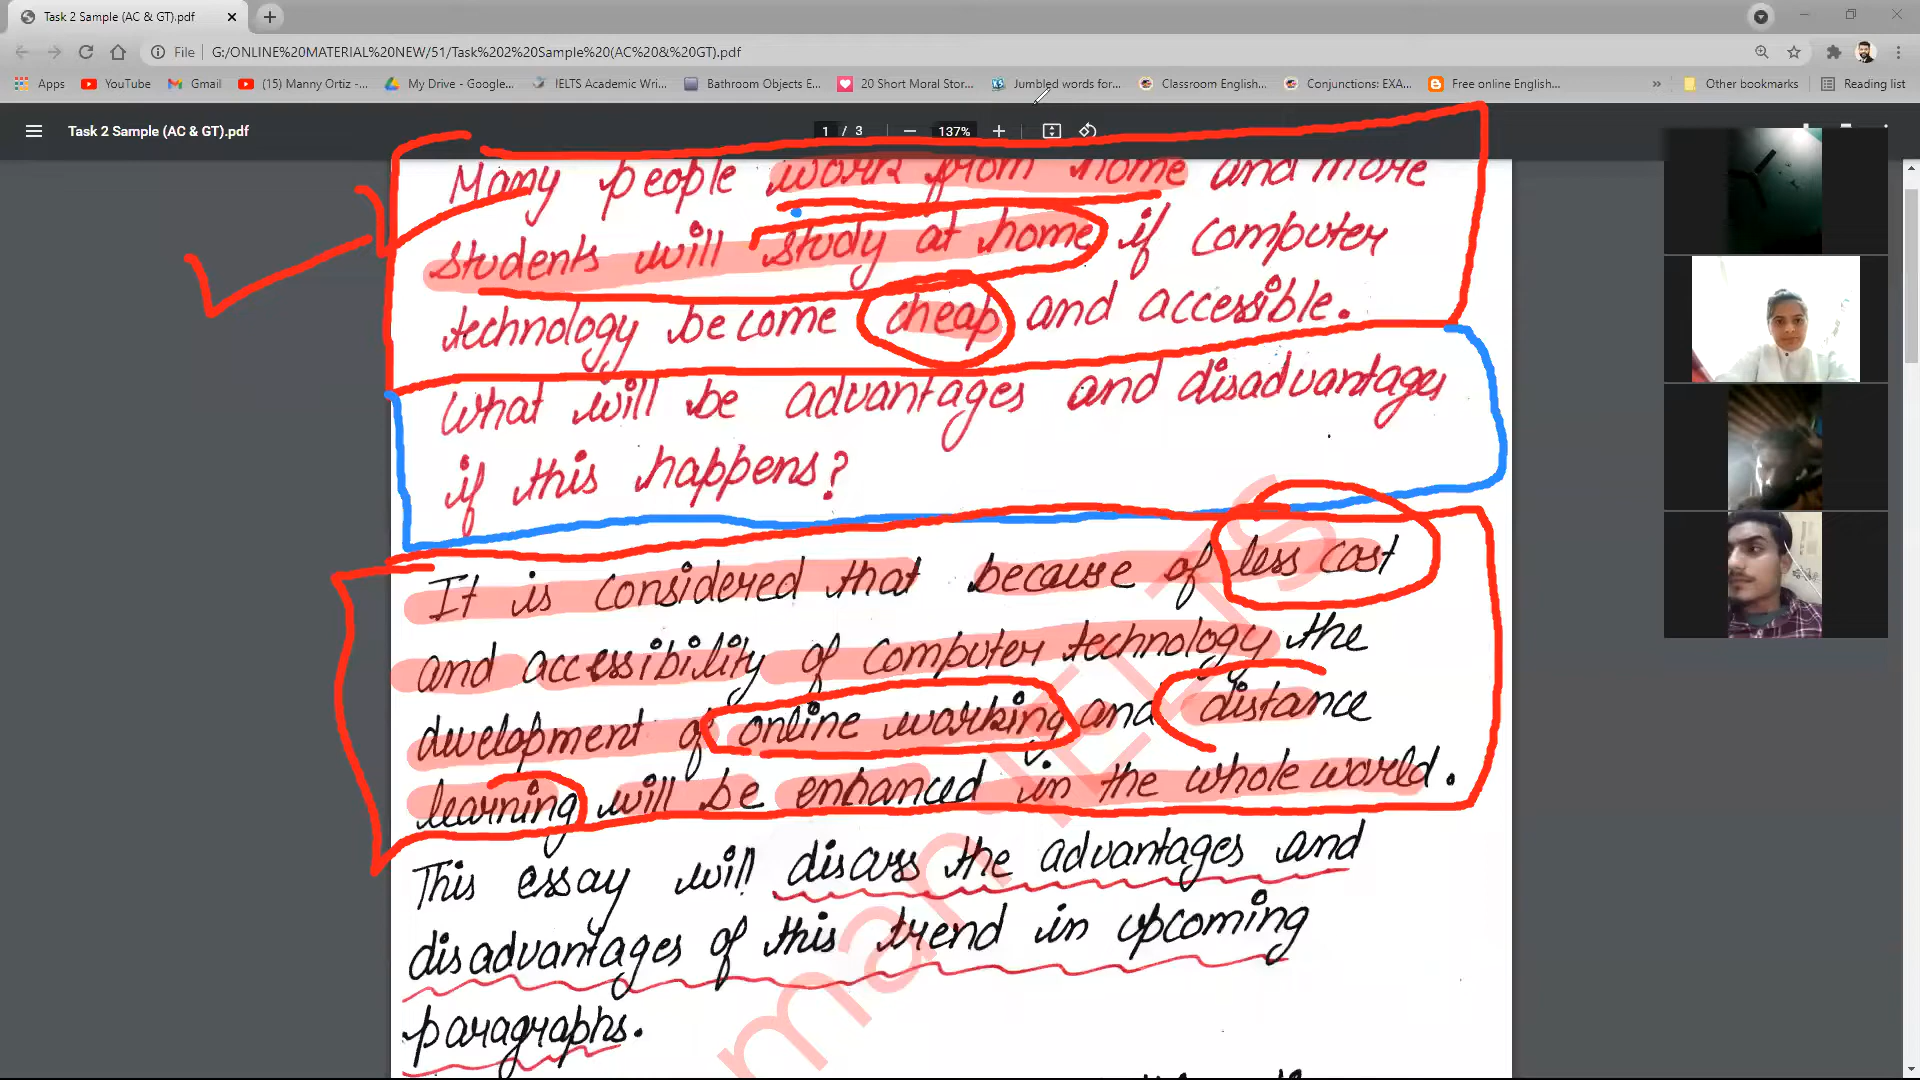 Task 2 Sample (AC & GT).pdf
File G:/ONLINE%20MATERIAL%20NEW/51/Task%202%20Sample%20(AC%20&%20GT).pdf
Apps YouTube Gmail (15) Manny Ortiz -... My Drive - Google... IELTS Academic Wri... Bathroom Objects E... 20 Short Moral Stor... Jumbled words for... Classroom English... Conjunctions: EXA... Free online English... » Other bookmarks Reading list
Task 2 Sample (AC & GT).pdf 1 / 3 137%
Many people work from home and more
students will study at home if computer
technology become cheap and accessible.
What will be advantages and disadvantages
if this happens?
It is considered that because of less cost
and accessibility of computer technology the
development of online working and distance
learning will be enhanced in the whole world.
This essay will discuss the advantages and
disadvantages of this trend in upcoming
paragraphs.
man IELTS